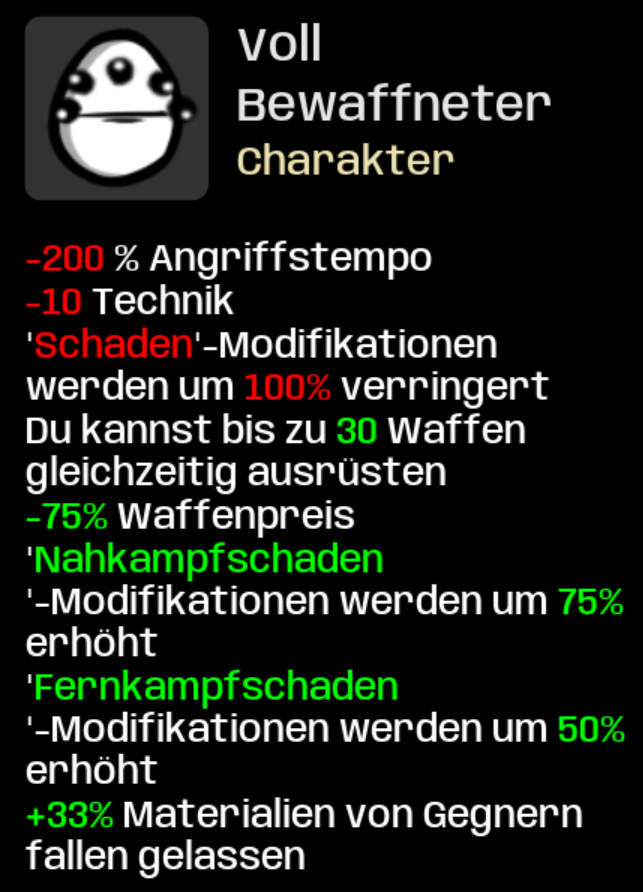 Voll
Bewaffneter
Charakter
-200 % Angriffstempo
-10 Technik
'Schaden'-Modifikationen
werden um 100% verringert
Du kannst bis zu 30 Waffen
gleichzeitig ausrüsten
-75% Waffenpreis
'Nahkampfschaden
'-Modifikationen werden um 75%
erhöht
'Fernkampfschaden
'-Modifikationen werden um 50%
erhöht
+33% Materialien von Gegnern
fallen gelassen